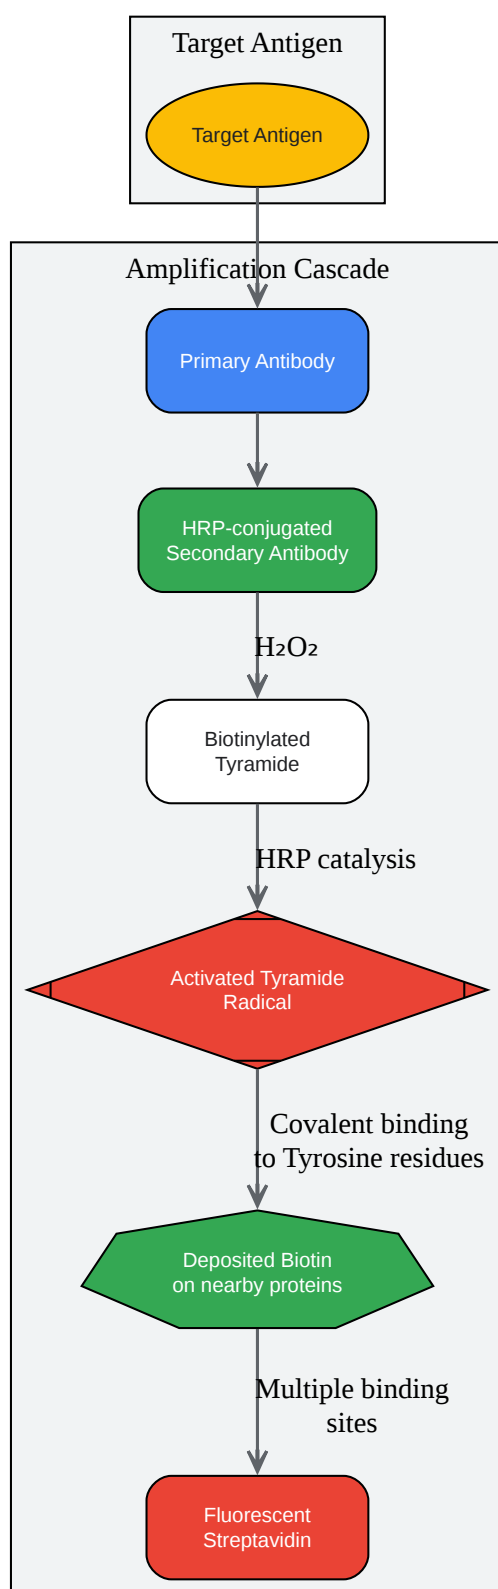 Target Antigen
Target Antigen
Amplification Cascade
Primary Antibody
HRP-conjugated
Secondary Antibody
H₂O₂
Biotinylated
Tyramide
HRP catalysis
Activated Tyramide
Radical
Covalent binding
to Tyrosine residues
Deposited Biotin
on nearby proteins
Multiple binding
sites
Fluorescent
Streptavidin